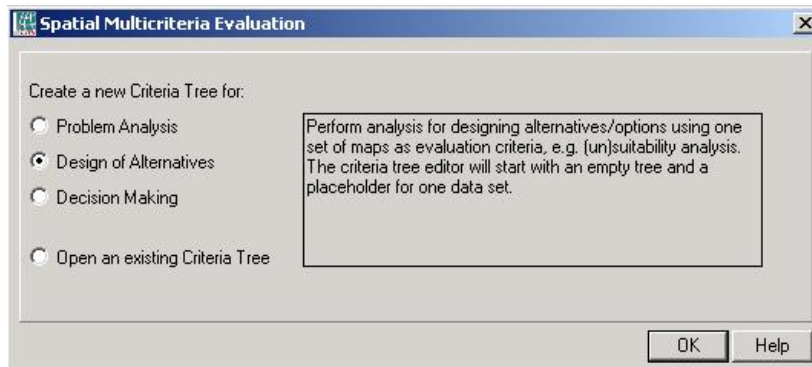 Spatial Multicriteria Evaluation
Create a new Criteria Tree for:
Problem Analysis
Design of Alternatives
Decision Making
Open an existing Criteria Tree
Perform analysis for designing alternatives/options using one
set of maps as evaluation criteria, e.g. (un)suitability analysis.
The criteria tree editor will start with an empty tree and a
placeholder for one data set.
OK
Help